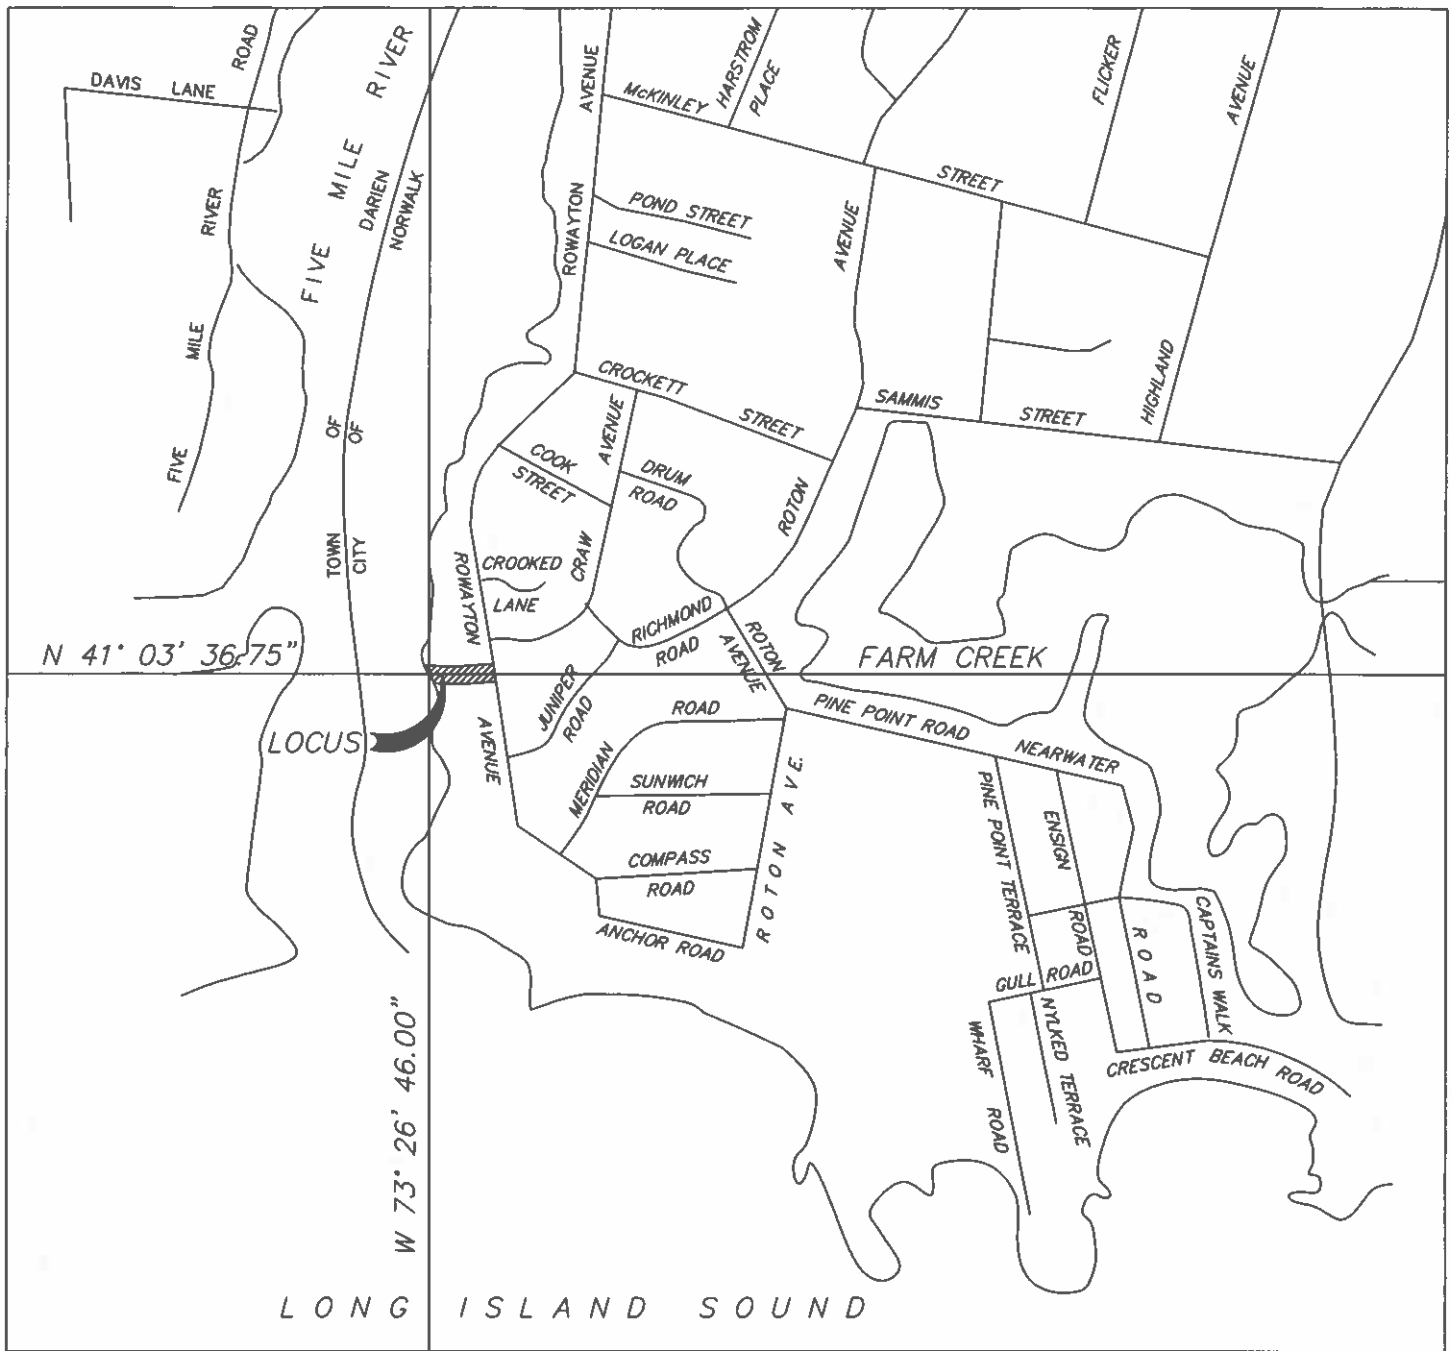 DAVIS LANE
ROAD
FIVE MILE RIVER
FIVE MILE RIVER
TOWN OF DARIEN
CITY OF NORWALK
ROWAYTON AVENUE
McKINLEY STREET
HARSTROM PLACE
FLICKER
HIGHLAND AVENUE
POND STREET
LOGAN PLACE
ROTON AVENUE
CROCKETT STREET
SAMMIS STREET
COOK STREET
CRAW AVENUE
DRUM ROAD
CROOKED LANE
ROWAYTON AVENUE
RICHMOND ROAD
ROTON AVENUE
JUNIPER ROAD
N 41° 03' 36.75"
FARM CREEK
LOCUS
MERIDIAN ROAD
PINE POINT ROAD
NEARWATER ROAD
SUNWICH ROAD
COMPASS ROAD
ROTON AVE.
ANCHOR ROAD
PINE POINT TERRACE
ENSIGN ROAD
CAPTAINS WALK
GULL ROAD
NYLKED TERRACE
WHARF ROAD
CRESCENT BEACH ROAD
W 73° 26' 46.00"
LONG ISLAND SOUND